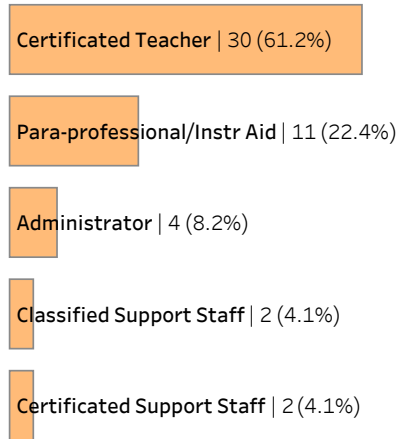 Certificated Teacher | 30 (61.2%)
Para-professional/Instr Aid | 11 (22.4%)
Administrator | 4 (8.2%)
Classified Support Staff | 2 (4.1%)
Certificated Support Staff | 2 (4.1%)